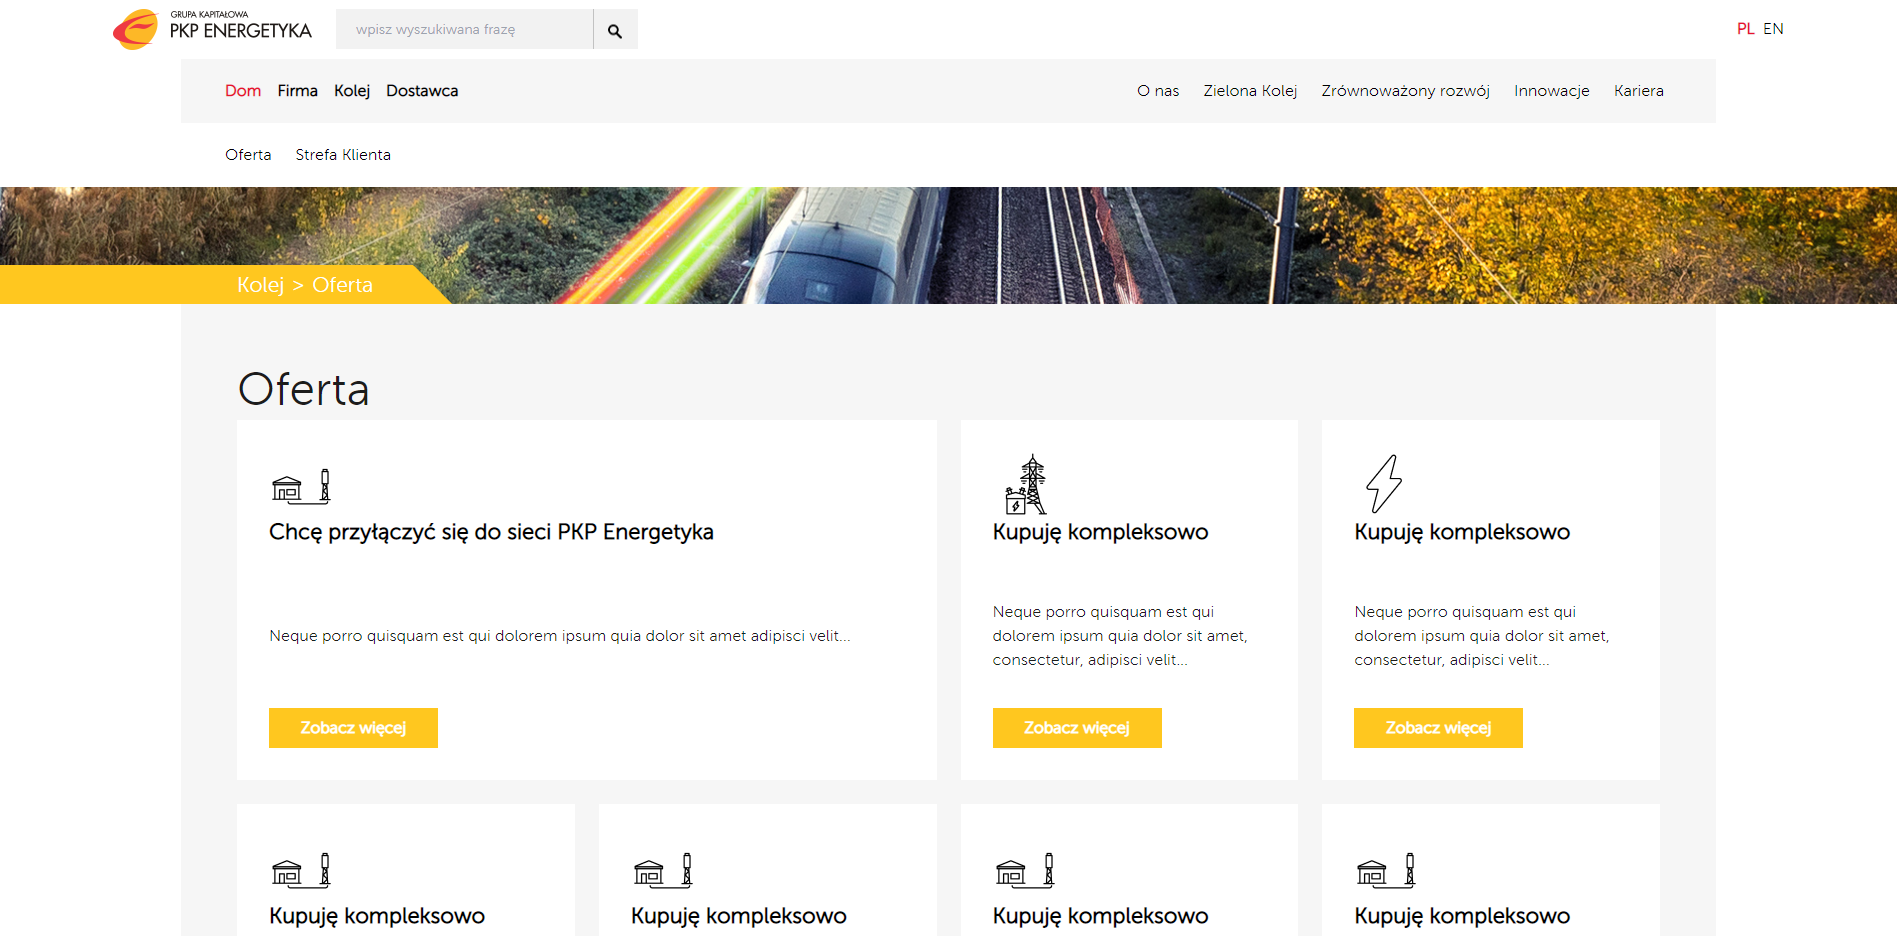 GRUPA KAPITAŁOWA
PKP ENERGETYKA
wpisz wyszukiwana frazę
PL EN
Dom Firma Kolej Dostawca
O nas Zielona Kolej Zrównoważony rozwój Innowacje Kariera
Oferta Strefa Klienta
Kolej > Oferta
Oferta
Chcę przyłączyć się do sieci PKP Energetyka
Neque porro quisquam est qui dolorem ipsum quia dolor sit amet adipisci velit...
Zobacz więcej
Kupuję kompleksowo
Neque porro quisquam est qui
dolorem ipsum quia dolor sit amet,
consectetur, adipisci velit...
Zobacz więcej
Kupuję kompleksowo
Neque porro quisquam est qui
dolorem ipsum quia dolor sit amet,
consectetur, adipisci velit...
Zobacz więcej
Kupuję kompleksowo
Kupuję kompleksowo
Kupuję kompleksowo
Kupuję kompleksowo